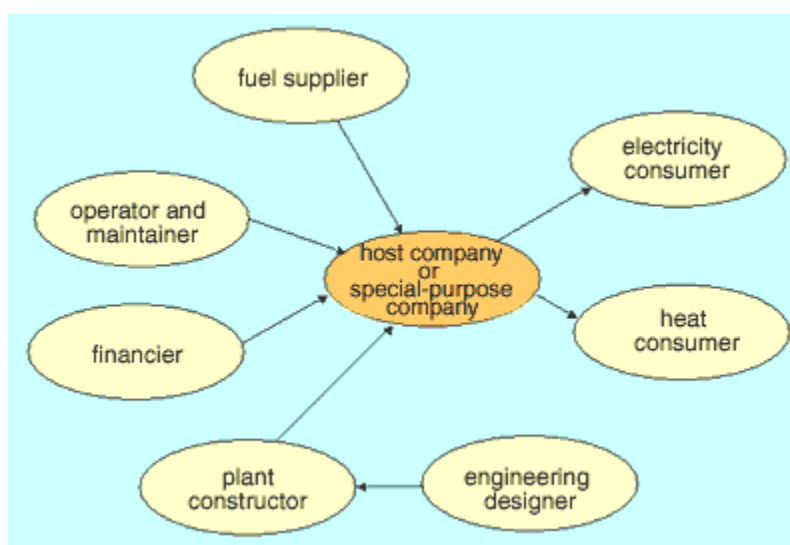 fuel supplier
electricity
consumer
operator and
maintainer
host company
or
special-purpose
company
heat
consumer
financier
plant
constructor
engineering
designer